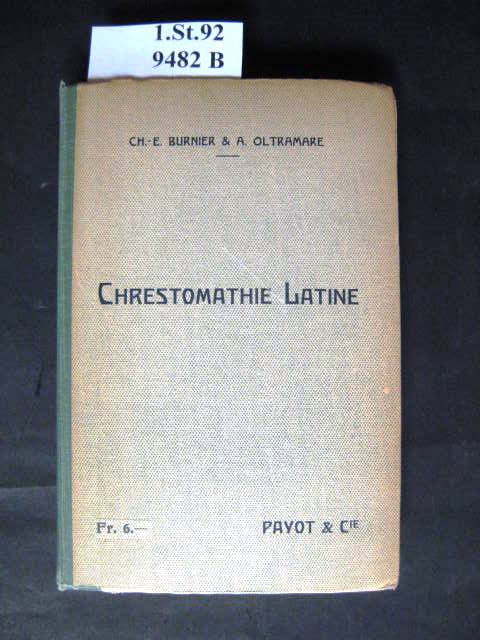 1.St.92
9482 B
CH.-E. BURNIER & A. OLTRAMARE
CHRESTOMATHIE LATINE
Fr. 6.—
PAYOT & CIE